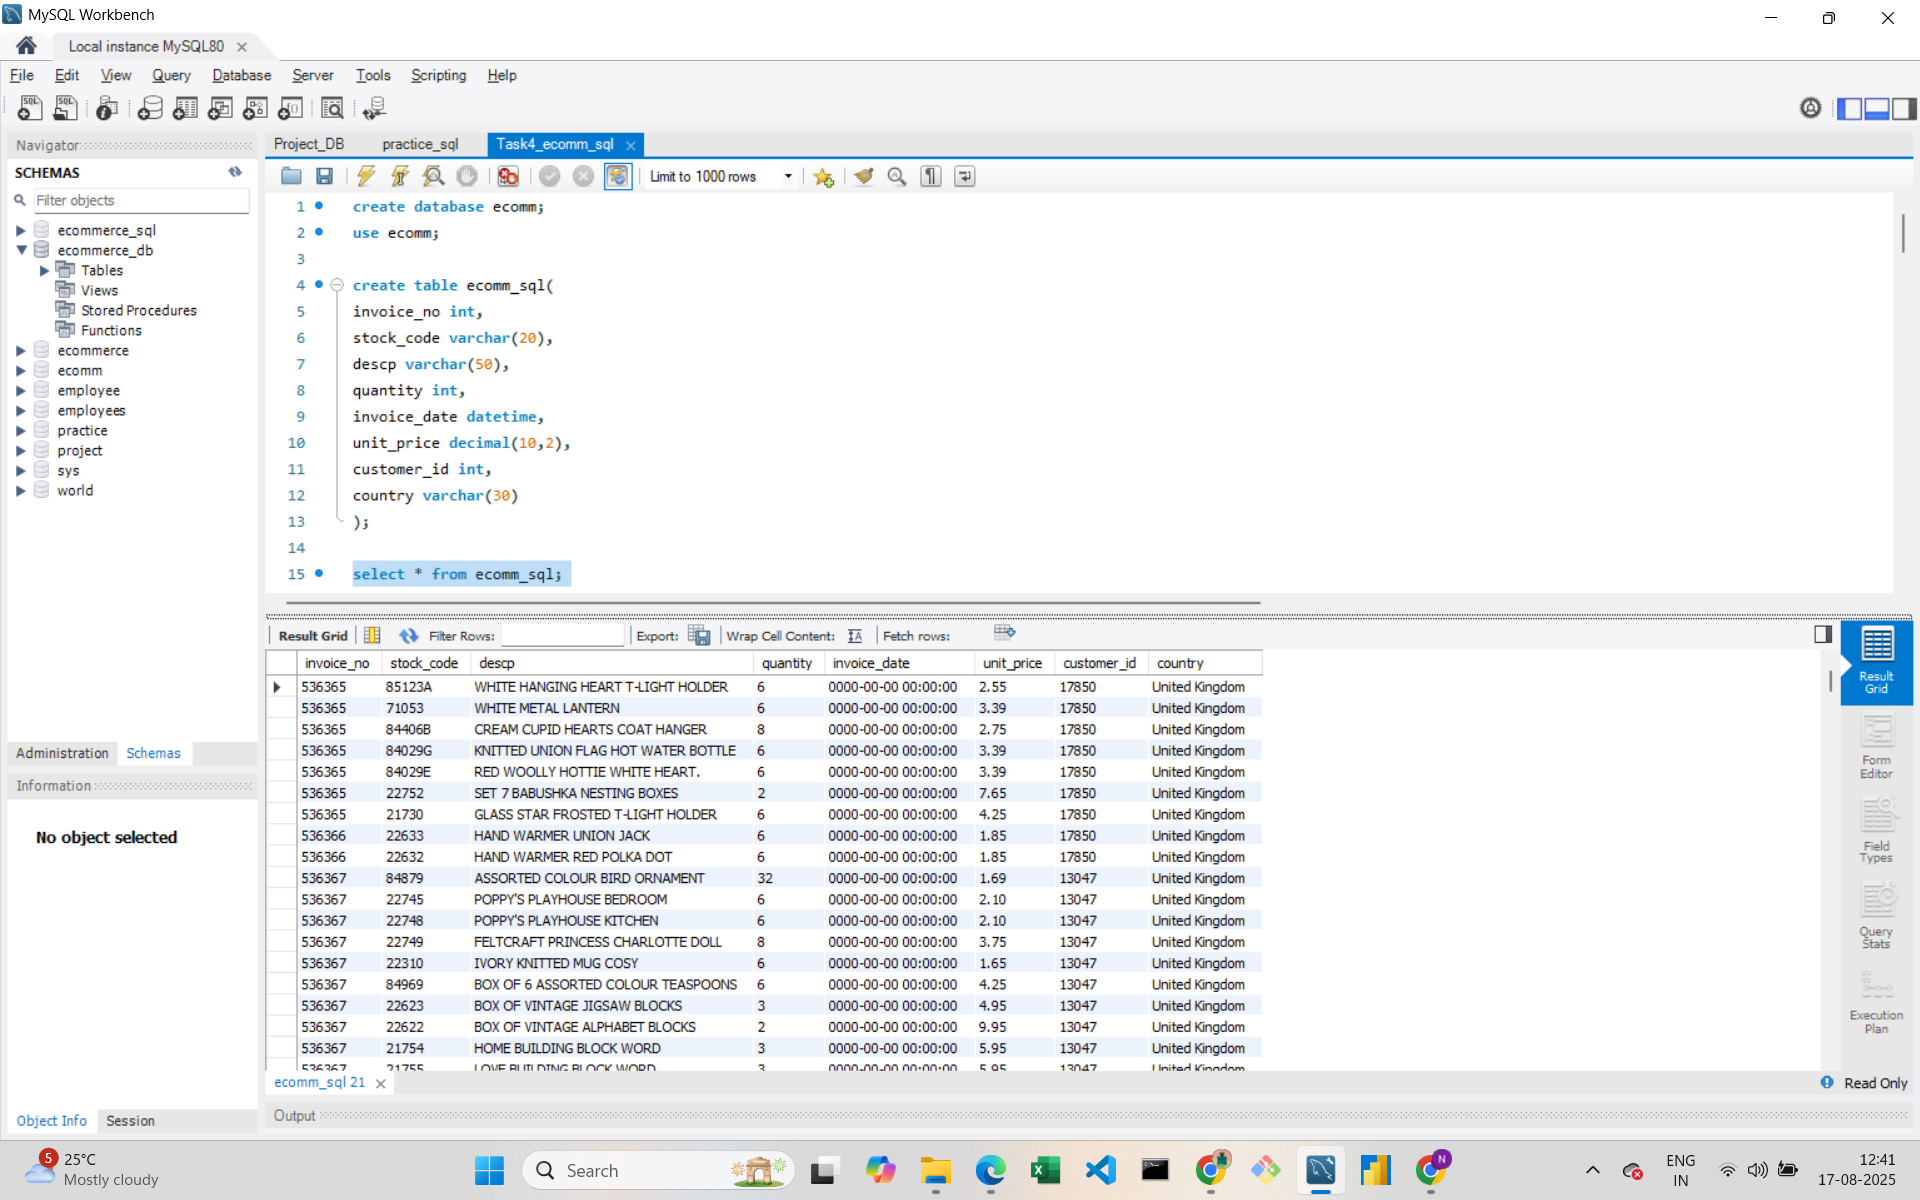 MySQL Workbench
Local instance MySQL80
File Edit View Query Database Server Tools Scripting Help
Navigator
SCHEMAS
Filter objects
ecommerce_sql
ecommerce_db
Tables
Views
Stored Procedures
Functions
ecommerce
ecomm
employee
employees
practice
project
sys
world
Administration Schemas
Information
No object selected
Object Info Session
Project_DB practice_sql Task4_ecomm_sql
Limit to 1000 rows
1 create database ecomm;
2 use ecomm;
3
4 create table ecomm_sql(
5 invoice_no int,
6 stock_code varchar(20),
7 descp varchar(50),
8 quantity int,
9 invoice_date datetime,
10 unit_price decimal(10,2),
11 customer_id int,
12 country varchar(30)
13 );
14
15 select * from ecomm_sql;
Result Grid Filter Rows: Export: Wrap Cell Content: Fetch rows:
invoice_no stock_code descp quantity invoice_date unit_price customer_id country
536365 85123A WHITE HANGING HEART T-LIGHT HOLDER 6 0000-00-00 00:00:00 2.55 17850 United Kingdom
536365 71053 WHITE METAL LANTERN 6 0000-00-00 00:00:00 3.39 17850 United Kingdom
536365 84406B CREAM CUPID HEARTS COAT HANGER 8 0000-00-00 00:00:00 2.75 17850 United Kingdom
536365 84029G KNITTED UNION FLAG HOT WATER BOTTLE 6 0000-00-00 00:00:00 3.39 17850 United Kingdom
536365 84029E RED WOOLLY HOTTIE WHITE HEART. 6 0000-00-00 00:00:00 3.39 17850 United Kingdom
536365 22752 SET 7 BABUSHKA NESTING BOXES 2 0000-00-00 00:00:00 7.65 17850 United Kingdom
536365 21730 GLASS STAR FROSTED T-LIGHT HOLDER 6 0000-00-00 00:00:00 4.25 17850 United Kingdom
536366 22633 HAND WARMER UNION JACK 6 0000-00-00 00:00:00 1.85 17850 United Kingdom
536366 22632 HAND WARMER RED POLKA DOT 6 0000-00-00 00:00:00 1.85 17850 United Kingdom
536367 84879 ASSORTED COLOUR BIRD ORNAMENT 32 0000-00-00 00:00:00 1.69 13047 United Kingdom
536367 22745 POPPY'S PLAYHOUSE BEDROOM 6 0000-00-00 00:00:00 2.10 13047 United Kingdom
536367 22748 POPPY'S PLAYHOUSE KITCHEN 6 0000-00-00 00:00:00 2.10 13047 United Kingdom
536367 22749 FELTCRAFT PRINCESS CHARLOTTE DOLL 8 0000-00-00 00:00:00 3.75 13047 United Kingdom
536367 22310 IVORY KNITTED MUG COSY 6 0000-00-00 00:00:00 1.65 13047 United Kingdom
536367 84969 BOX OF 6 ASSORTED COLOUR TEASPOONS 6 0000-00-00 00:00:00 4.25 13047 United Kingdom
536367 22623 BOX OF VINTAGE JIGSAW BLOCKS 3 0000-00-00 00:00:00 4.95 13047 United Kingdom
536367 22622 BOX OF VINTAGE ALPHABET BLOCKS 2 0000-00-00 00:00:00 9.95 13047 United Kingdom
536367 21754 HOME BUILDING BLOCK WORD 3 0000-00-00 00:00:00 5.95 13047 United Kingdom
536367 21755 LOVE BUILDING BLOCK WORD 3 0000-00-00 00:00:00 5.95 13047 United Kingdom
Result Grid
Form Editor
Field Types
Query Stats
Execution Plan
ecomm_sql 21
Read Only
Output
5
25°C
Mostly cloudy
Search
N
ENG
IN
12:41
17-08-2025